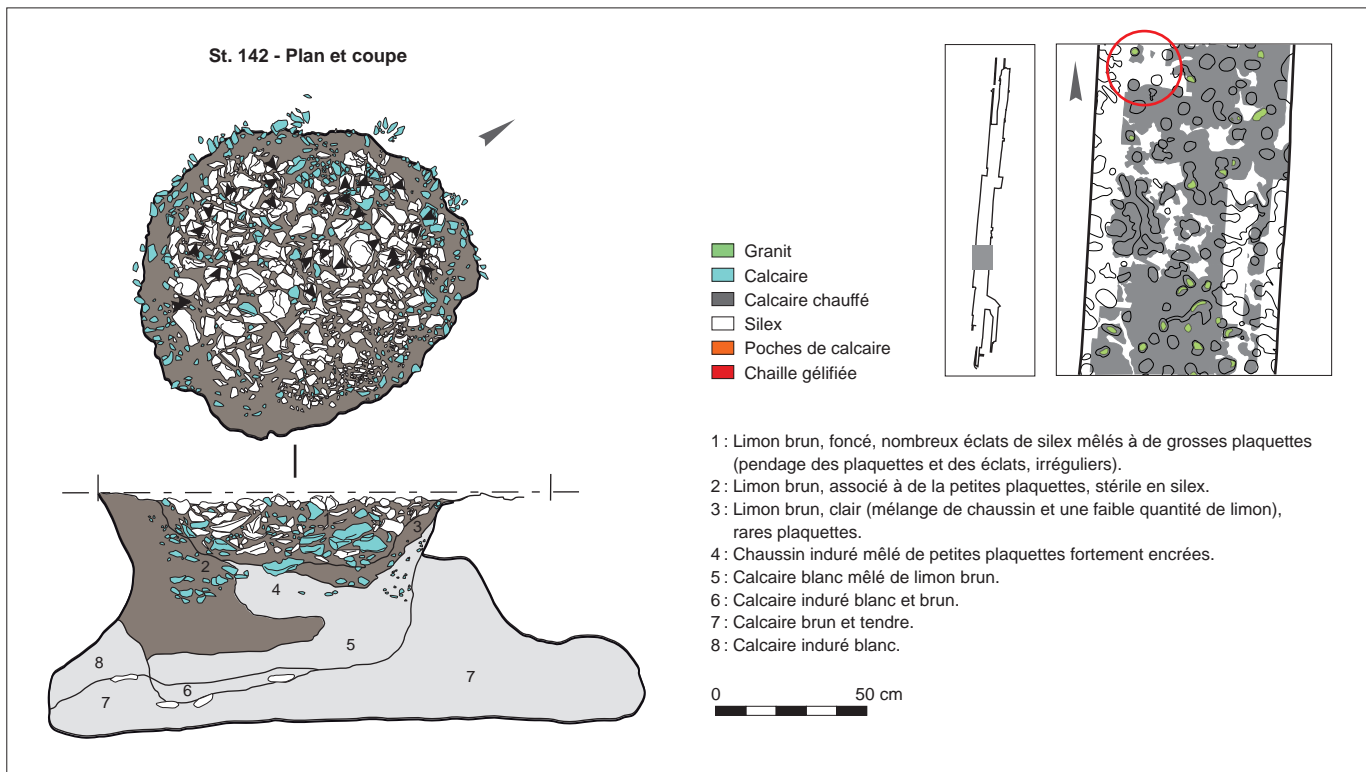 St. 142 - Plan et coupe
Granit
Calcaire
Calcaire chauffé
Silex
Poches de calcaire
Chaille gélifiée
1 : Limon brun, foncé, nombreux éclats de silex mêlés à de grosses plaquettes
(pendage des plaquettes et des éclats, irréguliers).
2 : Limon brun, associé à de la petites plaquettes, stérile en silex.
3 : Limon brun, clair (mélange de chaussin et une faible quantité de limon),
rares plaquettes.
4 : Chaussin induré mêlé de petites plaquettes fortement encrées.
5 : Calcaire blanc mêlé de limon brun.
6 : Calcaire induré blanc et brun.
7 : Calcaire brun et tendre.
8 : Calcaire induré blanc.
0 50 cm
1
3
2
4
5
8
7
6
7